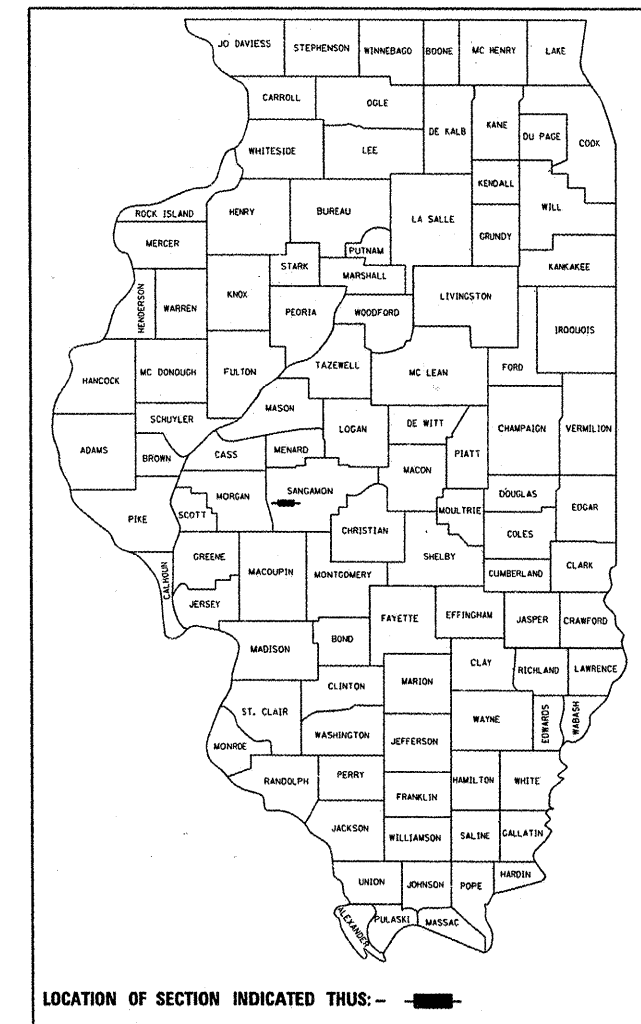 JO DAVIESS STEPHENSON WINNEBAGO BOONE MC HENRY LAKE
CARROLL OGLE DE KALB KANE DU PAGE COOK
WHITESIDE LEE
KENDALL WILL
ROCK ISLAND HENRY BUREAU LA SALLE GRUNDY
MERCER PUTNAM
STARK MARSHALL KANKAKEE
HENDERSON WARREN KNOX PEORIA WOODFORD LIVINGSTON IROQUOIS
HANCOCK MC DONOUGH FULTON TAZEWELL MC LEAN FORD
MASON
SCHUYLER LOGAN DE WITT CHAMPAIGN VERMILION
ADAMS BROWN CASS MENARD PIATT
MACON
PIKE SCOTT MORGAN SANGAMON MOULTRIE DOUGLAS EDGAR
CHRISTIAN COLES
GREENE MACOUPIN MONTGOMERY SHELBY CUMBERLAND CLARK
CALHOUN JERSEY
FAYETTE EFFINGHAM JASPER CRAWFORD
MADISON BOND
CLAY RICHLAND LAWRENCE
CLINTON MARION
ST. CLAIR WAYNE EDWARDS WABASH
MONROE WASHINGTON JEFFERSON
RANDOLPH PERRY HAMILTON WHITE
FRANKLIN
JACKSON WILLIAMSON SALINE GALLATIN
UNION JOHNSON POPE HARDIN
ALEXANDER PULASKI MASSAC
LOCATION OF SECTION INDICATED THUS:-